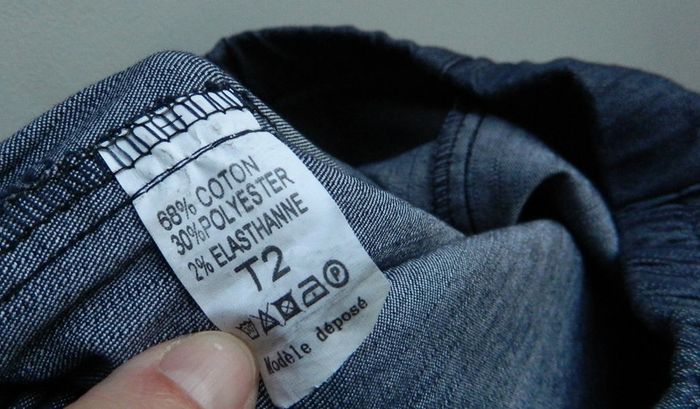 68% COTON
30% POLYESTER
2% ELASTHANNE
T2
P
Modèle déposé